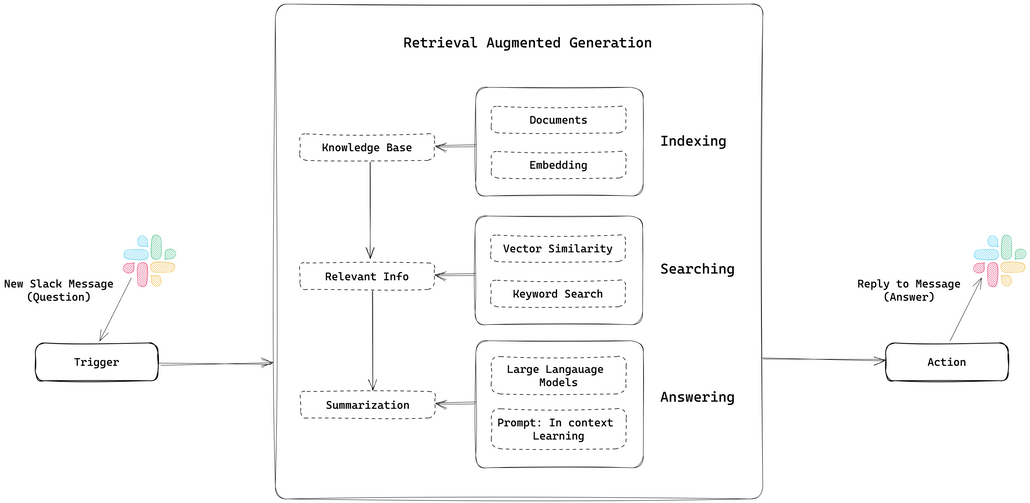 Retrieval Augmented Generation
Documents
Knowledge Base
Embedding
Indexing
Vector Similarity
Relevant Info
Keyword Search
Searching
New Slack Message
(Question)
Trigger
Large Langauage
Models
Summarization
Prompt: In context
Learning
Answering
Reply to Message
(Answer)
Action